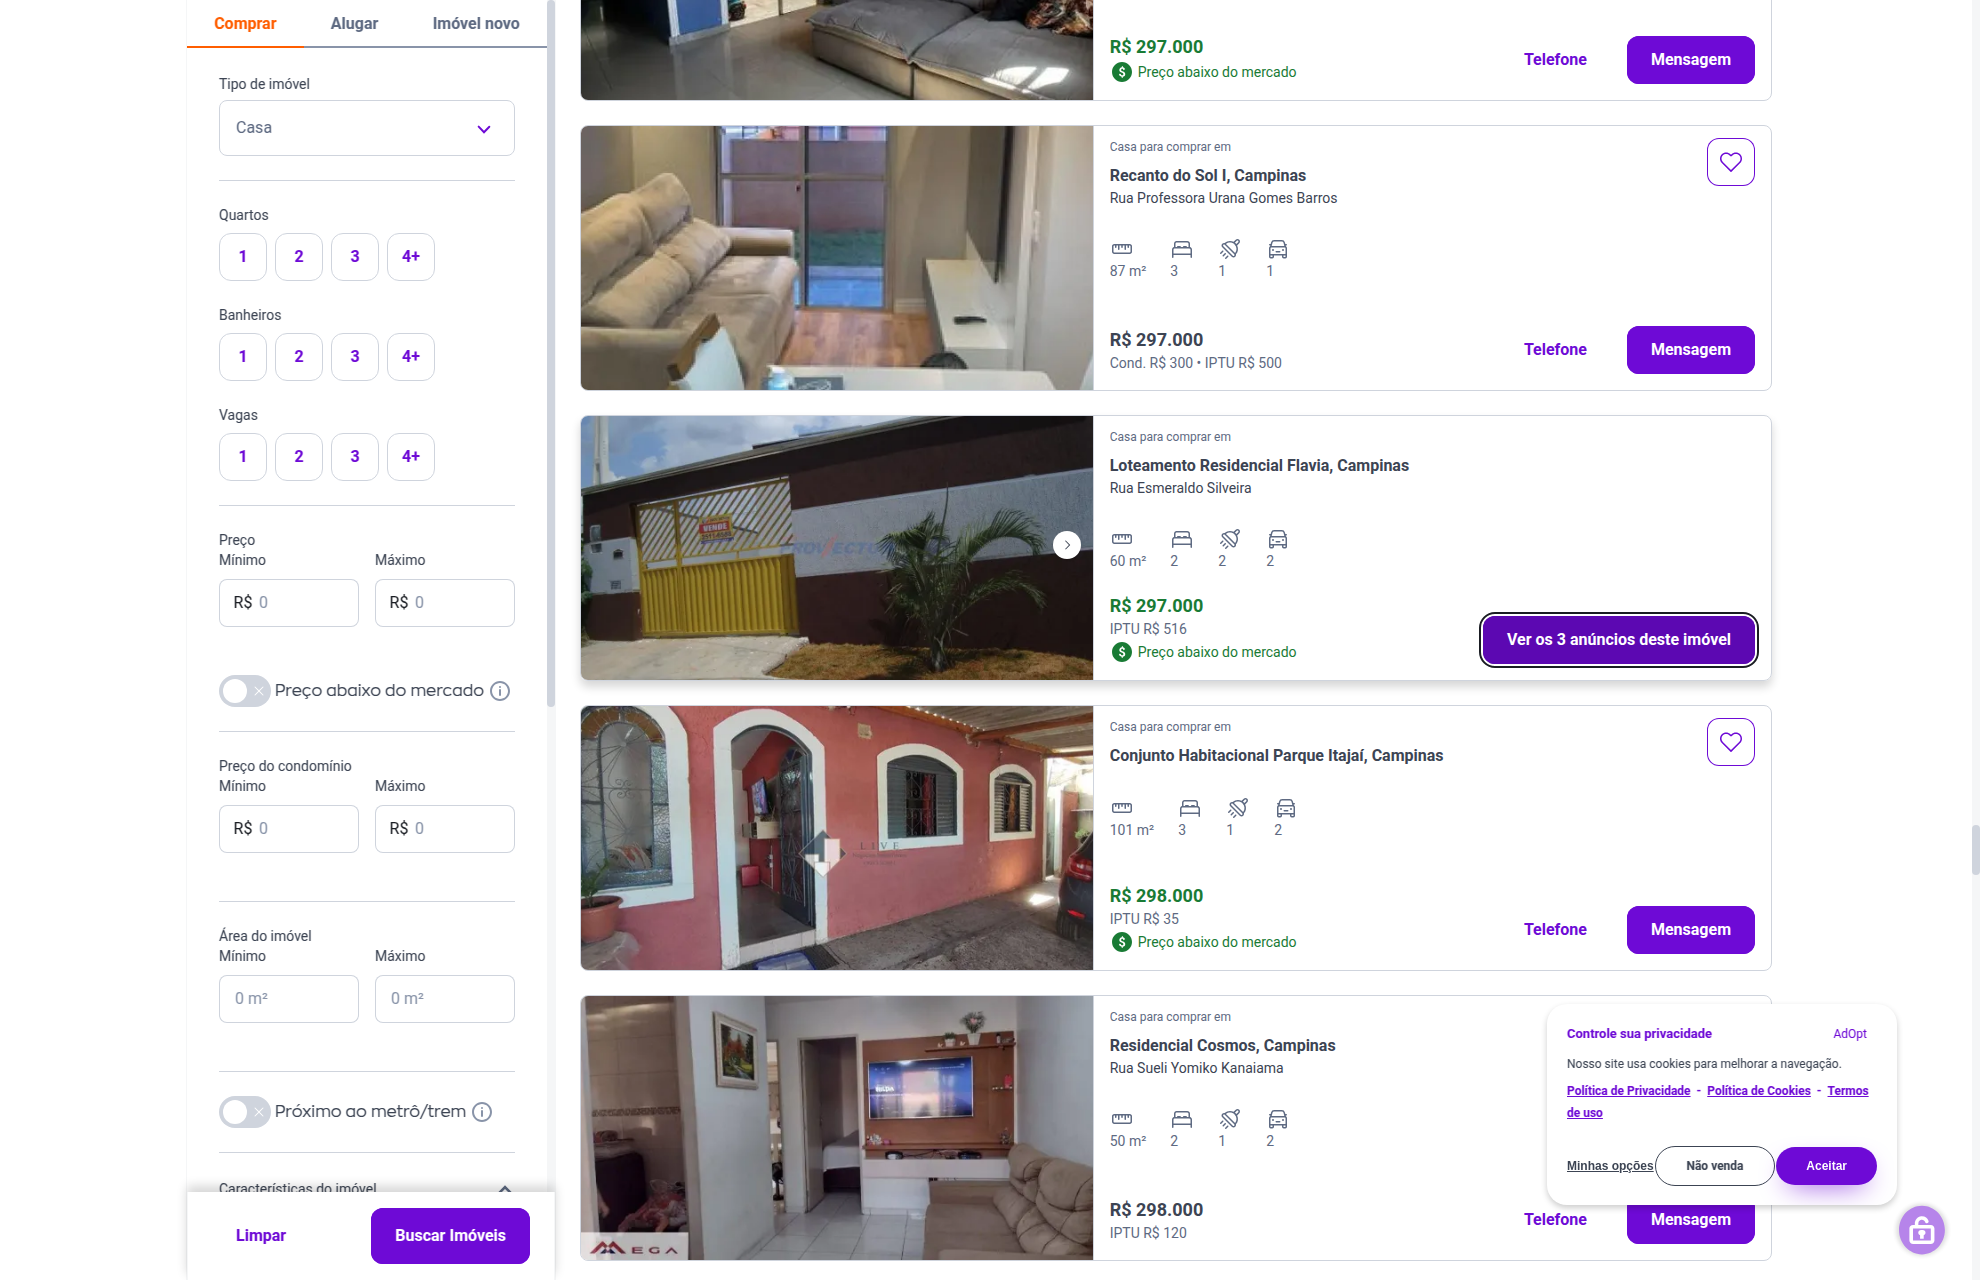 Comprar
Alugar
Imóvel novo
Tipo de imóvel
Casa
Quartos
1
2
3
4+
Banheiros
1
2
3
4+
Vagas
1
2
3
4+
Preço
Mínimo
Máximo
R$ 0
R$ 0
Preço abaixo do mercado
Preço do condomínio
Mínimo
Máximo
R$ 0
R$ 0
Área do imóvel
Mínimo
Máximo
0 m²
0 m²
Próximo ao metrô/trem
Características do imóvel
Limpar
Buscar Imóveis
R$ 297.000
Preço abaixo do mercado
Telefone
Mensagem
Casa para comprar em
Recanto do Sol I, Campinas
Rua Professora Urana Gomes Barros
87 m²
3
1
1
R$ 297.000
Cond. R$ 300 • IPTU R$ 500
Telefone
Mensagem
VENDE
Casa para comprar em
Loteamento Residencial Flavia, Campinas
Rua Esmeraldo Silveira
60 m²
2
2
2
R$ 297.000
IPTU R$ 516
Preço abaixo do mercado
Ver os 3 anúncios deste imóvel
LIVE
Casa para comprar em
Conjunto Habitacional Parque Itajaí, Campinas
101 m²
3
1
2
R$ 298.000
IPTU R$ 35
Preço abaixo do mercado
Telefone
Mensagem
MEGA
Casa para comprar em
Residencial Cosmos, Campinas
Rua Sueli Yomiko Kanaiama
50 m²
2
1
2
R$ 298.000
IPTU R$ 120
Telefone
Mensagem
Controle sua privacidade
AdOpt
Nosso site usa cookies para melhorar a navegação.
Política de Privacidade - Política de Cookies - Termos
de uso
Minhas opções
Não venda
Aceitar